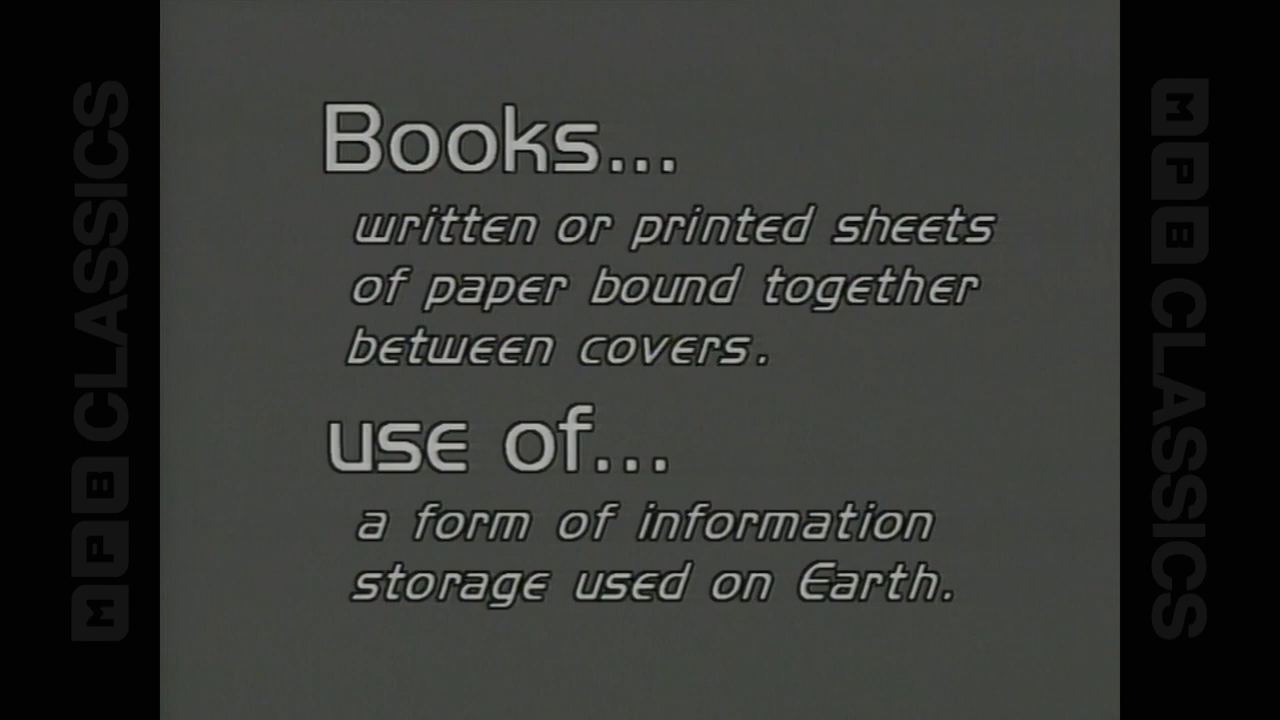 MPB CLASSICS
Books...
written or printed sheets
of paper bound together
between covers.
use of...
a form of information
storage used on Earth.
MPB CLASSICS